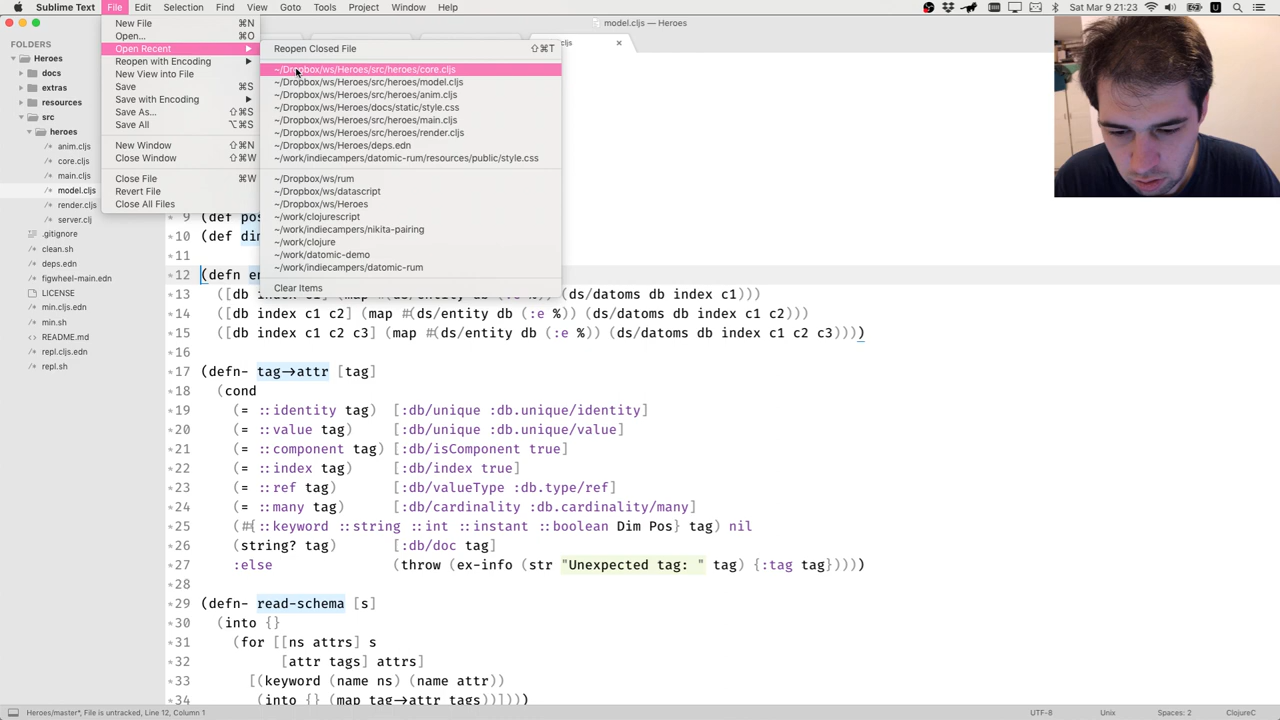 Sublime Text File Edit Selection Find View Goto Tools Project Window Help Sat Mar 9 21:23 U
model.cljs — Heroes
FOLDERS
Heroes
docs
extras
resources
src
heroes
anim.cljs
core.cljs
main.cljs
model.cljs
render.cljs
server.clj
.gitignore
clean.sh
deps.edn
figwheel-main.edn
LICENSE
min.cljs.edn
min.sh
README.md
repl.cljs.edn
repl.sh
New File ⌘N
Open... ⌘O
Open Recent
Reopen with Encoding
New View into File
Save ⌘S
Save with Encoding
Save As... ⇧⌘S
Save All ⌥⌘S
New Window ⇧⌘N
Close Window ⇧⌘W
Close File ⌘W
Revert File
Close All Files
Reopen Closed File ⇧⌘T
~/Dropbox/ws/Heroes/src/heroes/core.cljs
~/Dropbox/ws/Heroes/src/heroes/model.cljs
~/Dropbox/ws/Heroes/src/heroes/anim.cljs
~/Dropbox/ws/Heroes/docs/static/style.css
~/Dropbox/ws/Heroes/src/heroes/main.cljs
~/Dropbox/ws/Heroes/src/heroes/render.cljs
~/Dropbox/ws/Heroes/deps.edn
~/work/indiecampers/datomic-rum/resources/public/style.css
~/Dropbox/ws/rum
~/Dropbox/ws/datascript
~/Dropbox/ws/Heroes
~/work/clojurescript
~/work/indiecampers/nikita-pairing
~/work/clojure
~/work/datomic-demo
~/work/indiecampers/datomic-rum
Clear Items
js ×
9 (def pos
10 (def dim
11
12 (defn en
13 ([db index c1] (map #(ds/entity db (:e %)) (ds/datoms db index c1)))
14 ([db index c1 c2] (map #(ds/entity db (:e %)) (ds/datoms db index c1 c2)))
15 ([db index c1 c2 c3] (map #(ds/entity db (:e %)) (ds/datoms db index c1 c2 c3))))
16
17 (defn- tag→attr [tag]
18 (cond
19 (= ::identity tag) [:db/unique :db.unique/identity]
20 (= ::value tag) [:db/unique :db.unique/value]
21 (= ::component tag) [:db/isComponent true]
22 (= ::index tag) [:db/index true]
23 (= ::ref tag) [:db/valueType :db.type/ref]
24 (= ::many tag) [:db/cardinality :db.cardinality/many]
25 (#{::keyword ::string ::int ::instant ::boolean Dim Pos} tag) nil
26 (string? tag) [:db/doc tag]
27 :else (throw (ex-info (str "Unexpected tag: " tag) {:tag tag}))))
28
29 (defn- read-schema [s]
30 (into {}
31 (for [[ns attrs] s
32 [attr tags] attrs]
33 [(keyword (name ns) (name attr))
34 (into {} (map tag→attr tags))])))
Heroes/master*, File is untracked, Line 12, Column 1 UTF-8 Unix Spaces: 2 ClojureC